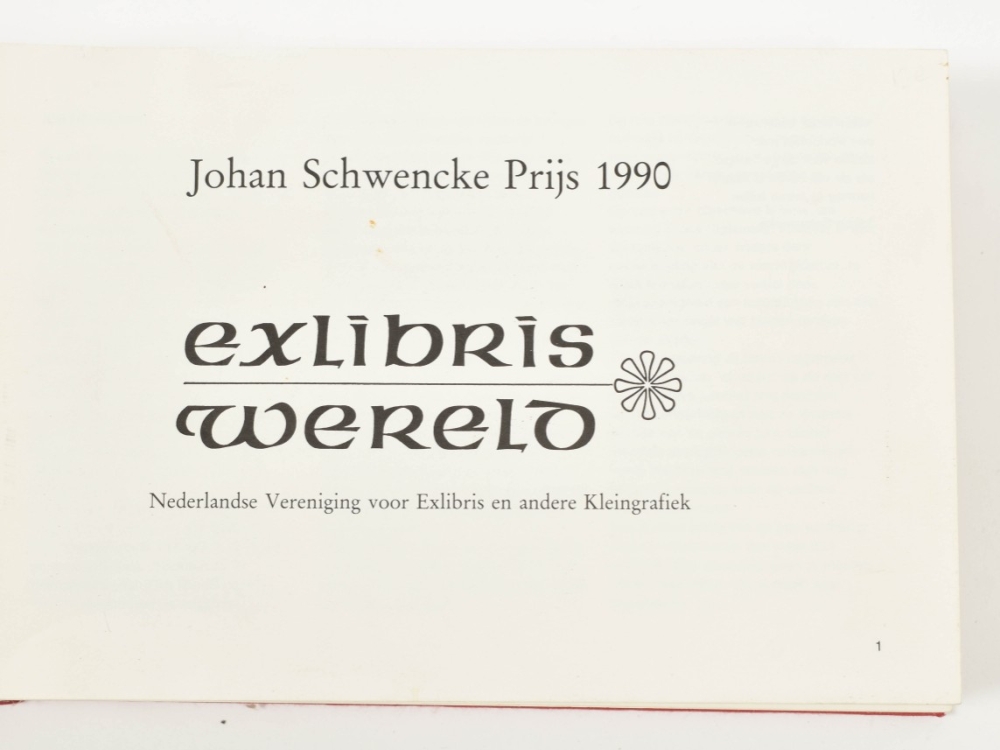 Johan Schwencke Prijs 1990
exlibris
wereld
Nederlandse Vereniging voor Exlibris en andere Kleingrafiek
1